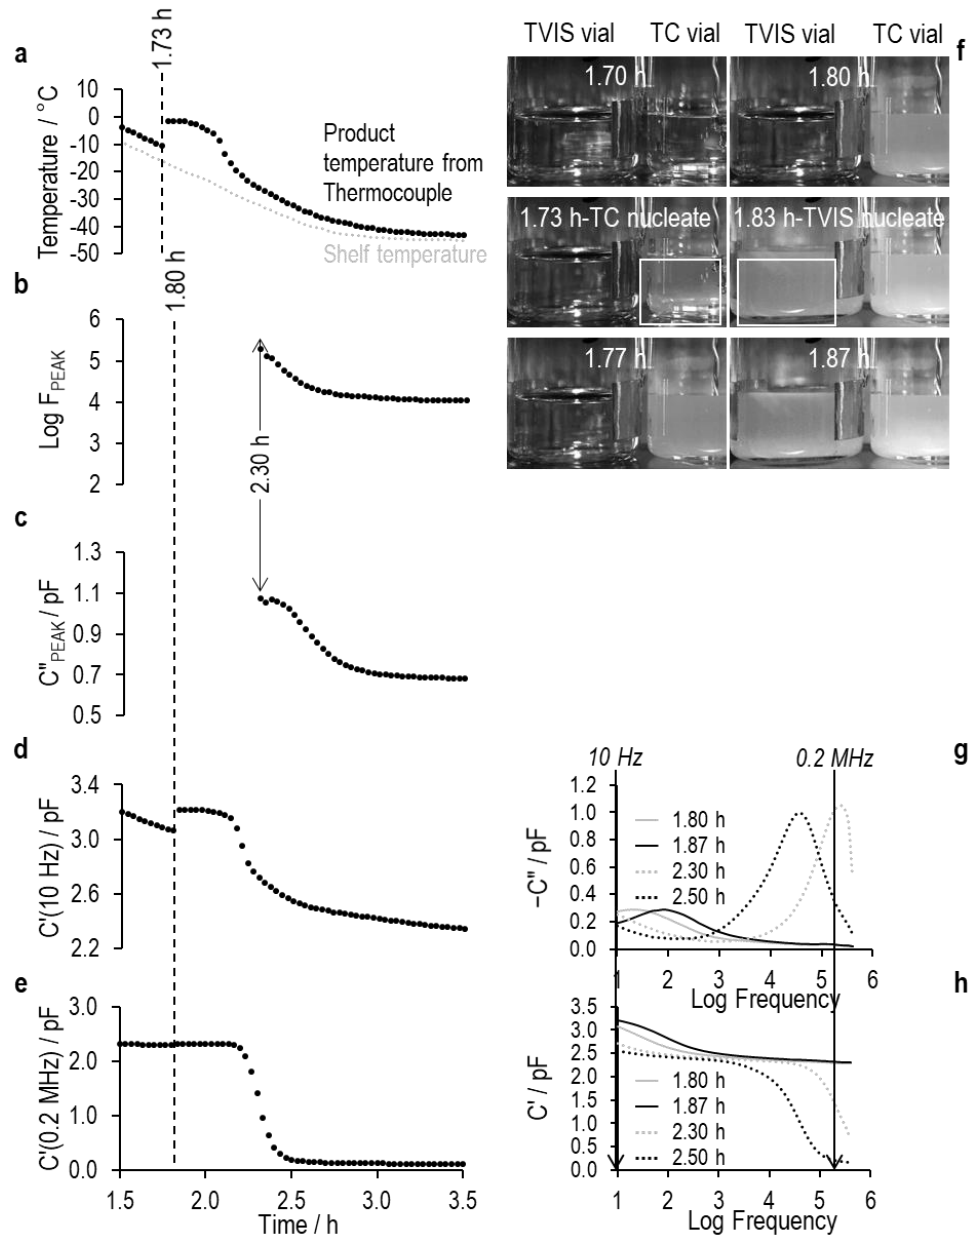 a
1.73 h
10
0
-10
-20
-30
-40
-50
Temperature / °C
Product
temperature from
Thermocouple
Shelf temperature
b
1.80 h
6
5
4
3
2
Log F_PEAK
2.30 h
c
1.3
1.1
0.9
0.7
0.5
C"_PEAK / pF
d
3.4
3.0
2.6
2.2
C'(10 Hz) / pF
e
3.0
2.0
1.0
0.0
C'(0.2 MHz) / pF
1.5 2.0 2.5 3.0 3.5
Time / h
TVIS vial TC vial TVIS vial TC vial
f
1.70 h 1.80 h
1.73 h-TC nucleate 1.83 h-TVIS nucleate
1.77 h 1.87 h
10 Hz 0.2 MHz
g
1.2
1.0
0.8
0.6
0.4
0.2
0.0
−C" / pF
1.80 h
1.87 h
2.30 h
2.50 h
1 2 3 4 5 6
Log Frequency
h
3.5
3.0
2.5
2.0
1.5
1.0
0.5
0.0
C' / pF
1.80 h
1.87 h
2.30 h
2.50 h
1 2 3 4 5 6
Log Frequency